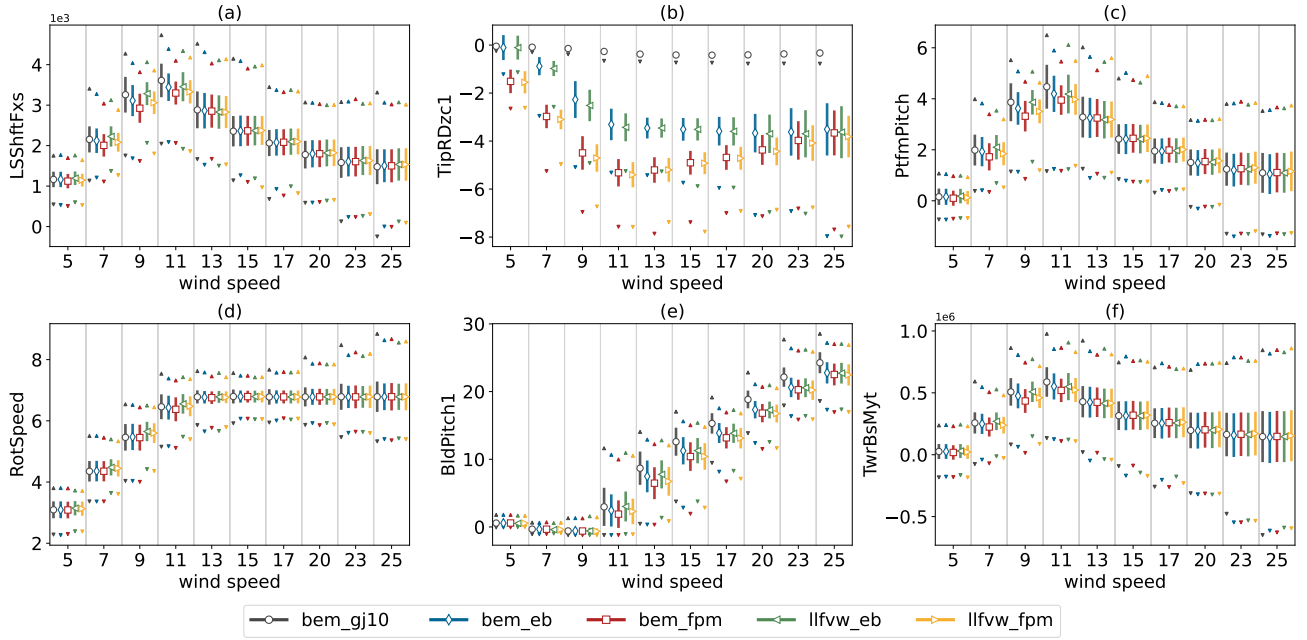 (a)
1e3
LSShftFxs
4
3
2
1
0
5 7 9 11 13 15 17 20 23 25
wind speed
(b)
TipRDzc1
0
−2
−4
−6
−8
5 7 9 11 13 15 17 20 23 25
wind speed
(c)
PtfmPitch
6
4
2
0
5 7 9 11 13 15 17 20 23 25
wind speed
(d)
RotSpeed
8
6
4
2
5 7 9 11 13 15 17 20 23 25
wind speed
(e)
BldPitch1
30
20
10
0
5 7 9 11 13 15 17 20 23 25
wind speed
(f)
1e6
TwrBsMyt
1.0
0.5
0.0
−0.5
5 7 9 11 13 15 17 20 23 25
wind speed
bem_gj10 bem_eb bem_fpm llfvw_eb llfvw_fpm